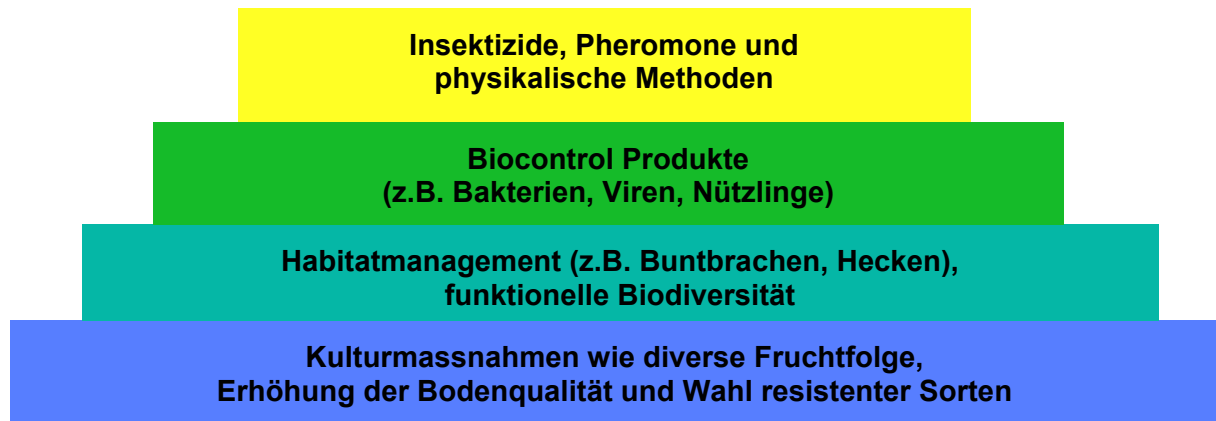 Insektizide, Pheromone und
physikalische Methoden
Biocontrol Produkte
(z.B. Bakterien, Viren, Nützlinge)
Habitatmanagement (z.B. Buntbrachen, Hecken),
funktionelle Biodiversität
Kulturmassnahmen wie diverse Fruchtfolge,
Erhöhung der Bodenqualität und Wahl resistenter Sorten